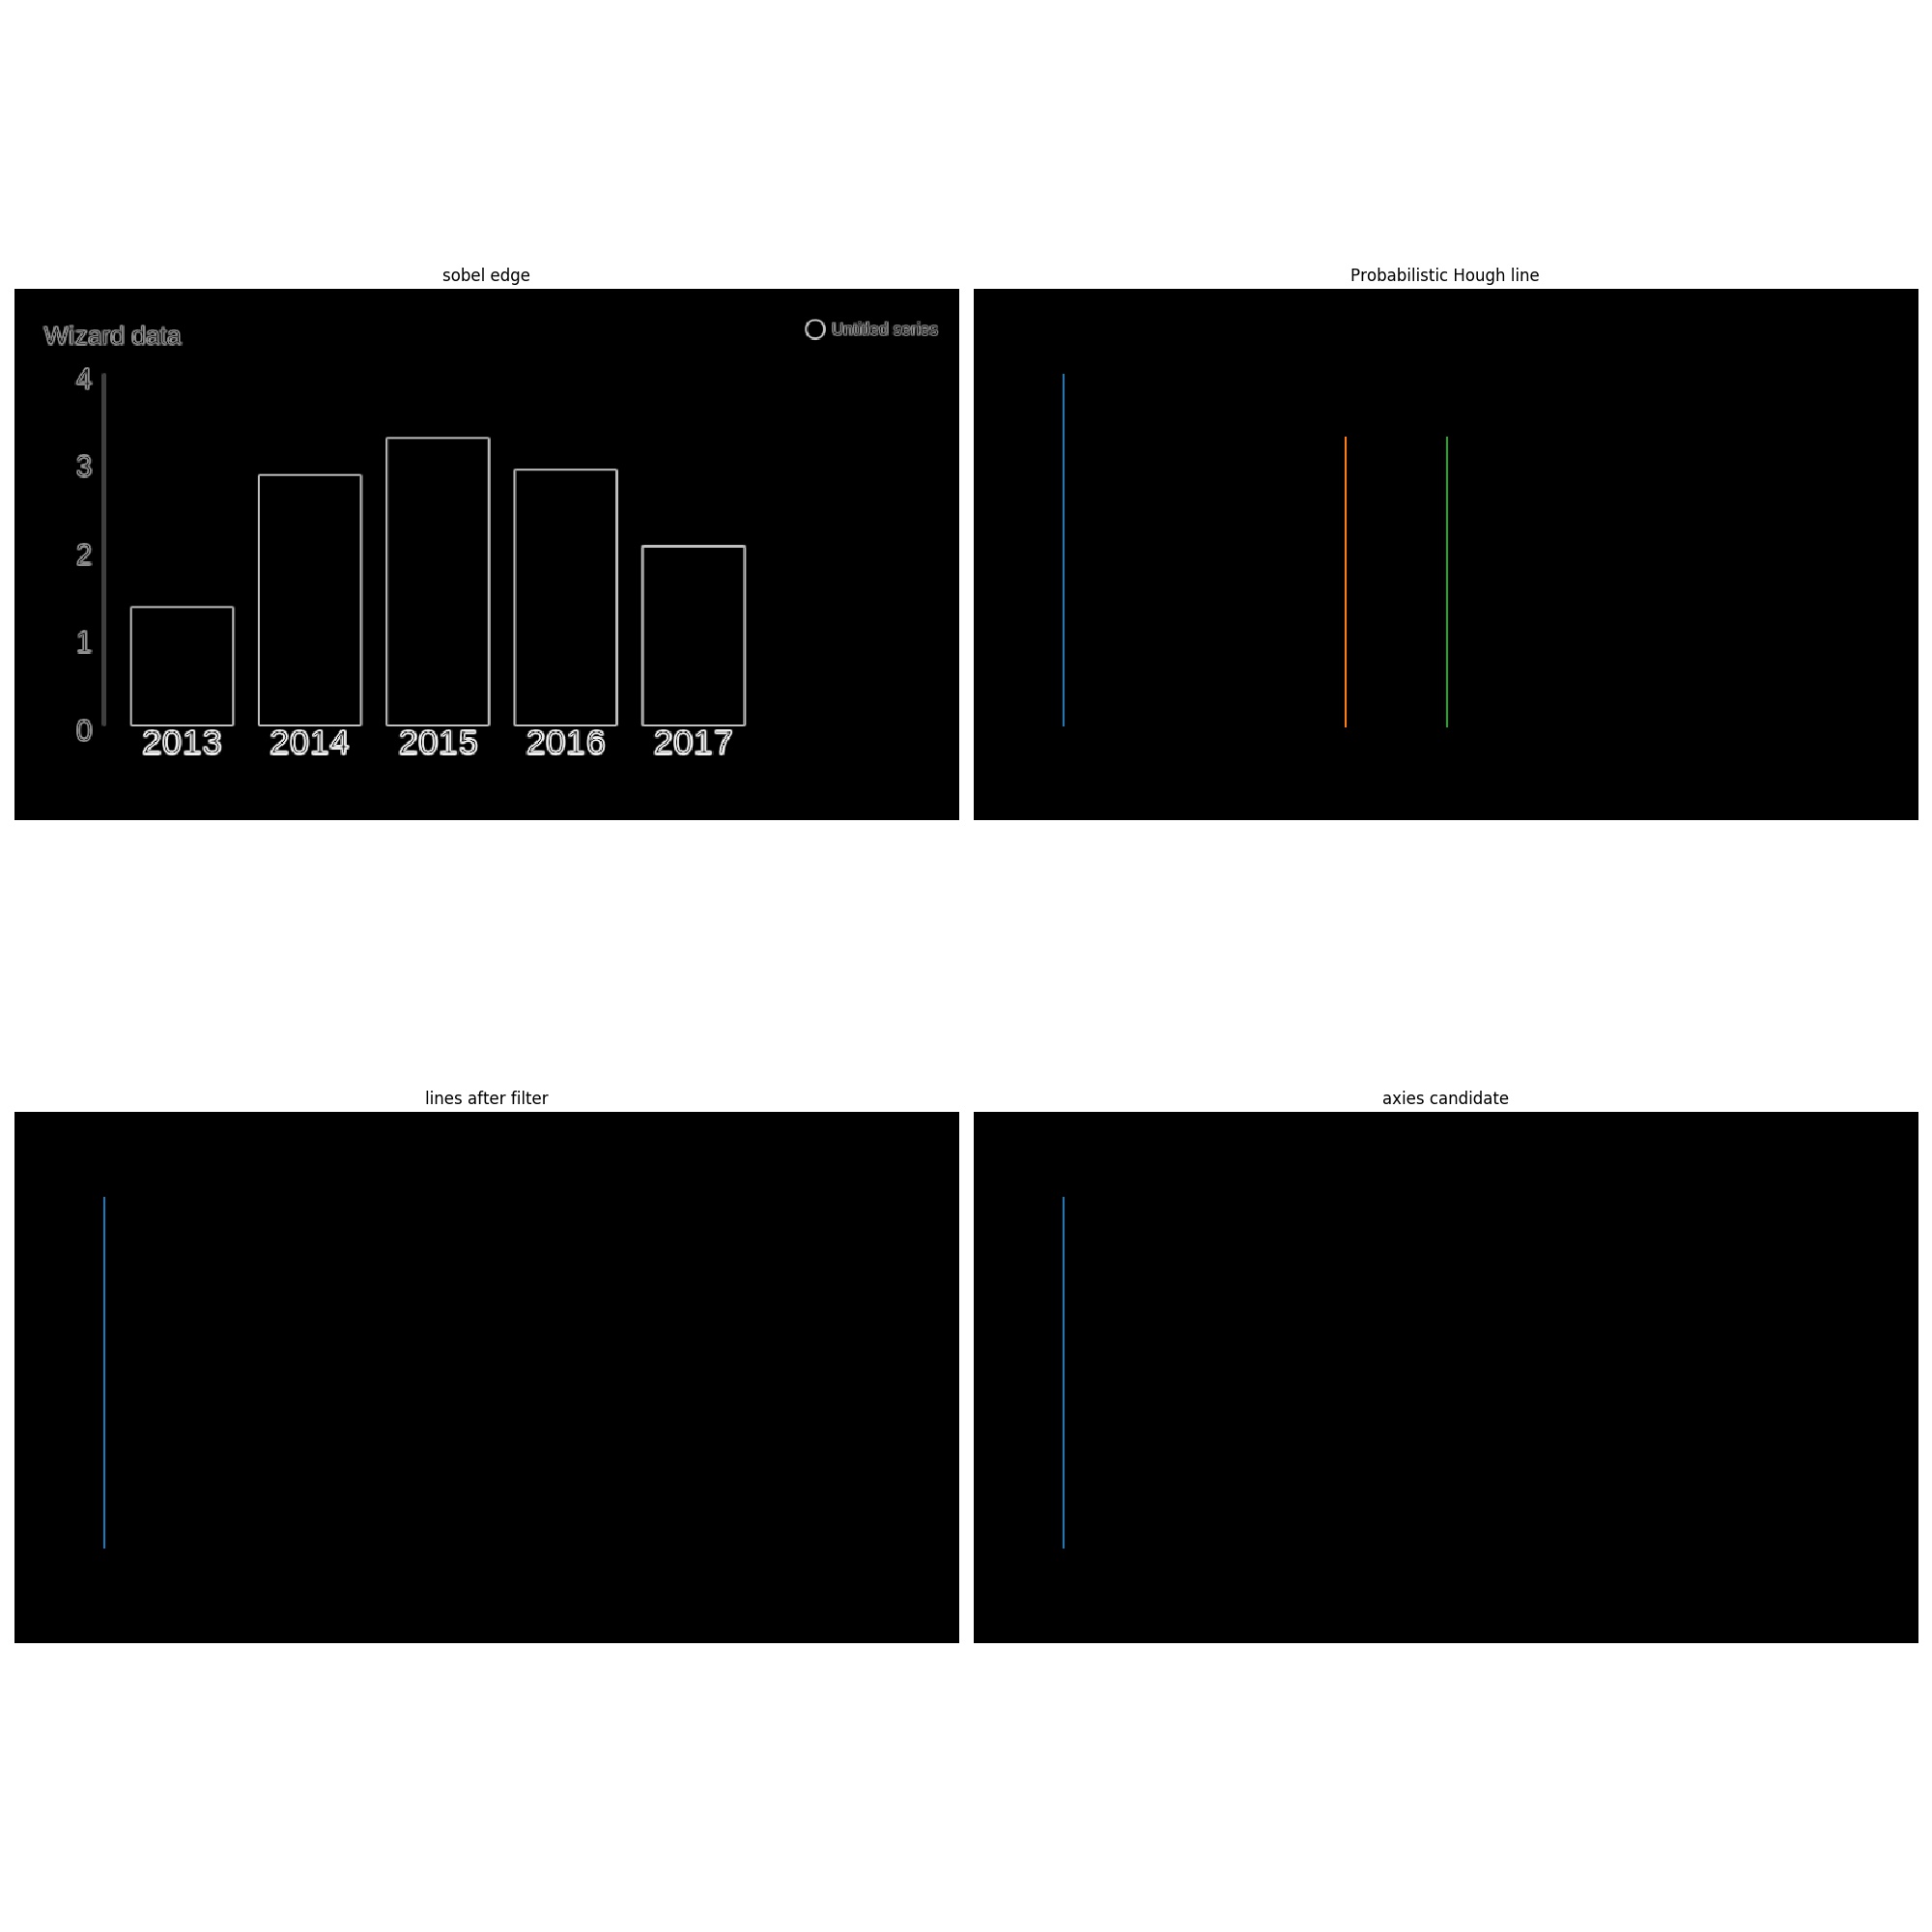 sobel edge
Probabilistic Hough line
Wizard data
Untitled series
4
3
2
1
0
2013 2014 2015 2016 2017
lines after filter
axies candidate